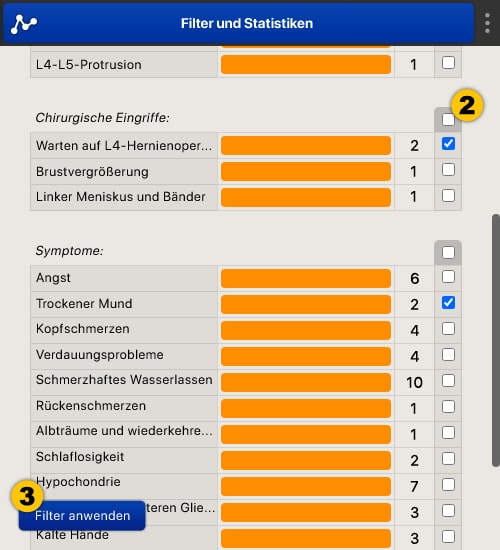 Filter und Statistiken
L4-L5-Protrusion 1
2
Chirurgische Eingriffe:
Warten auf L4-Hernienoper... 2
Brustvergrößerung 1
Linker Meniskus und Bänder 1
Symptome:
Angst 6
Trockener Mund 2
Kopfschmerzen 4
Verdauungsprobleme 4
Schmerzhaftes Wasserlassen 10
Rückenschmerzen 1
Albträume und wiederkehre... 1
Schlaflosigkeit 2
Hypochondrie 7
3
teren Glie... 3
Filter anwenden
Kalte Hände 3